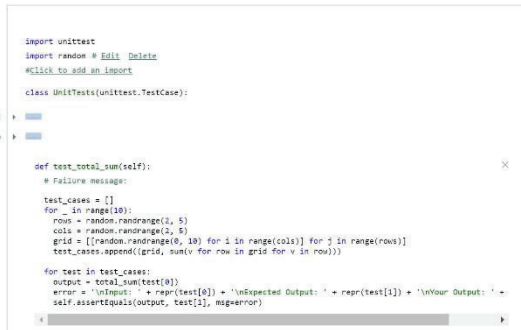 import unittest
import random # Edit Delete
#Click to add an import
class UnitTests(unittest.TestCase):
def test_total_sum(self):
# Failure message:
test_cases = []
for _ in range(10):
rows = random.randrange(2, 5)
cols = random.randrange(2, 5)
grid = [[random.randrange(0, 10) for i in range(cols)] for j in range(rows)]
test_cases.append((grid, sum(v for row in grid for v in row)))
for test in test_cases:
output = total_sum(test[0])
error = '\nInput: ' + repr(test[0]) + '\nExpected Output: ' + repr(test[1]) + '\nYour Output: ' +
self.assertEquals(output, test[1], msg=error)